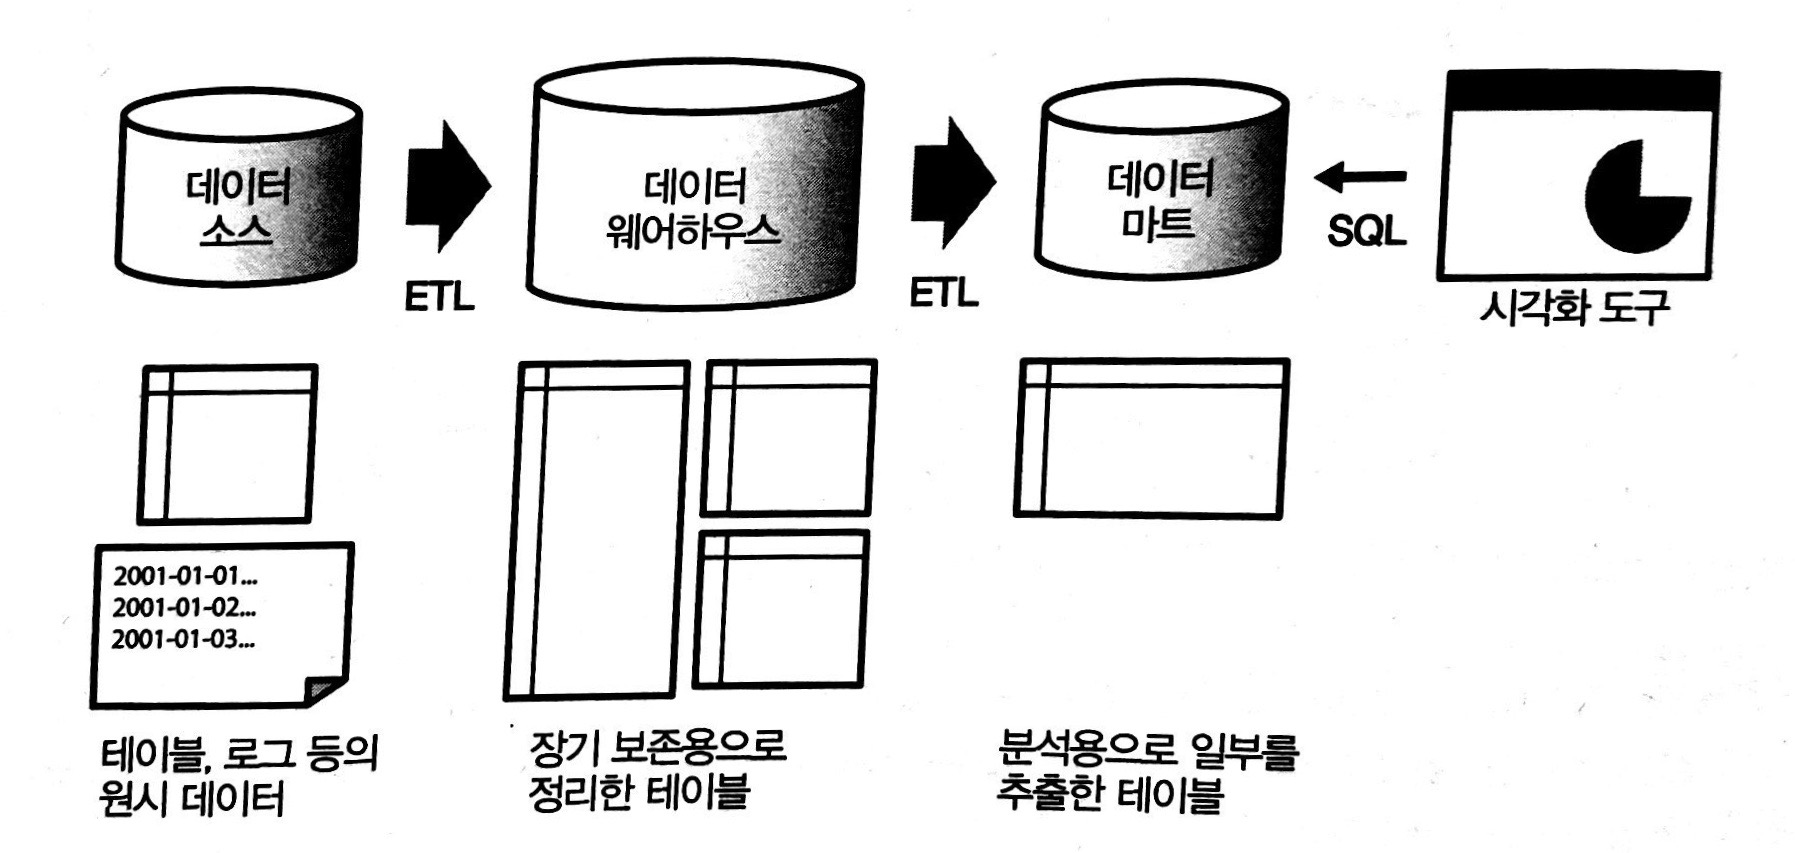 데이터
소스
ETL
데이터
웨어하우스
ETL
데이터
마트
SQL
시각화 도구
2001-01-01...
2001-01-02...
2001-01-03...
테이블, 로그 등의
원시 데이터
장기 보존용으로
정리한 테이블
분석용으로 일부를
추출한 테이블